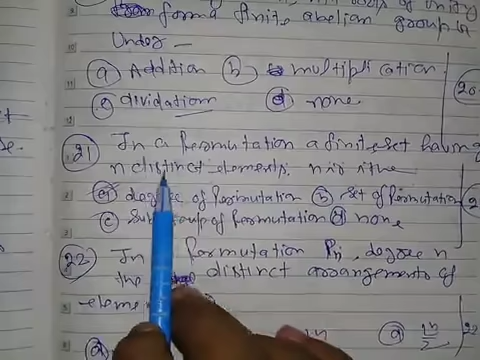 form a finite abelian group in
Under —
(a) Addition (b) multiplication
(c) dividation (d) none
(21) In a Permutation a finite set having
n distinct elements, n is the —
(a) degree of Permutation (b) set of Permutation
(c) Subgroup of Permutation (d) none
(22) In Permutation Pn, degree n
the distinct arrangements of